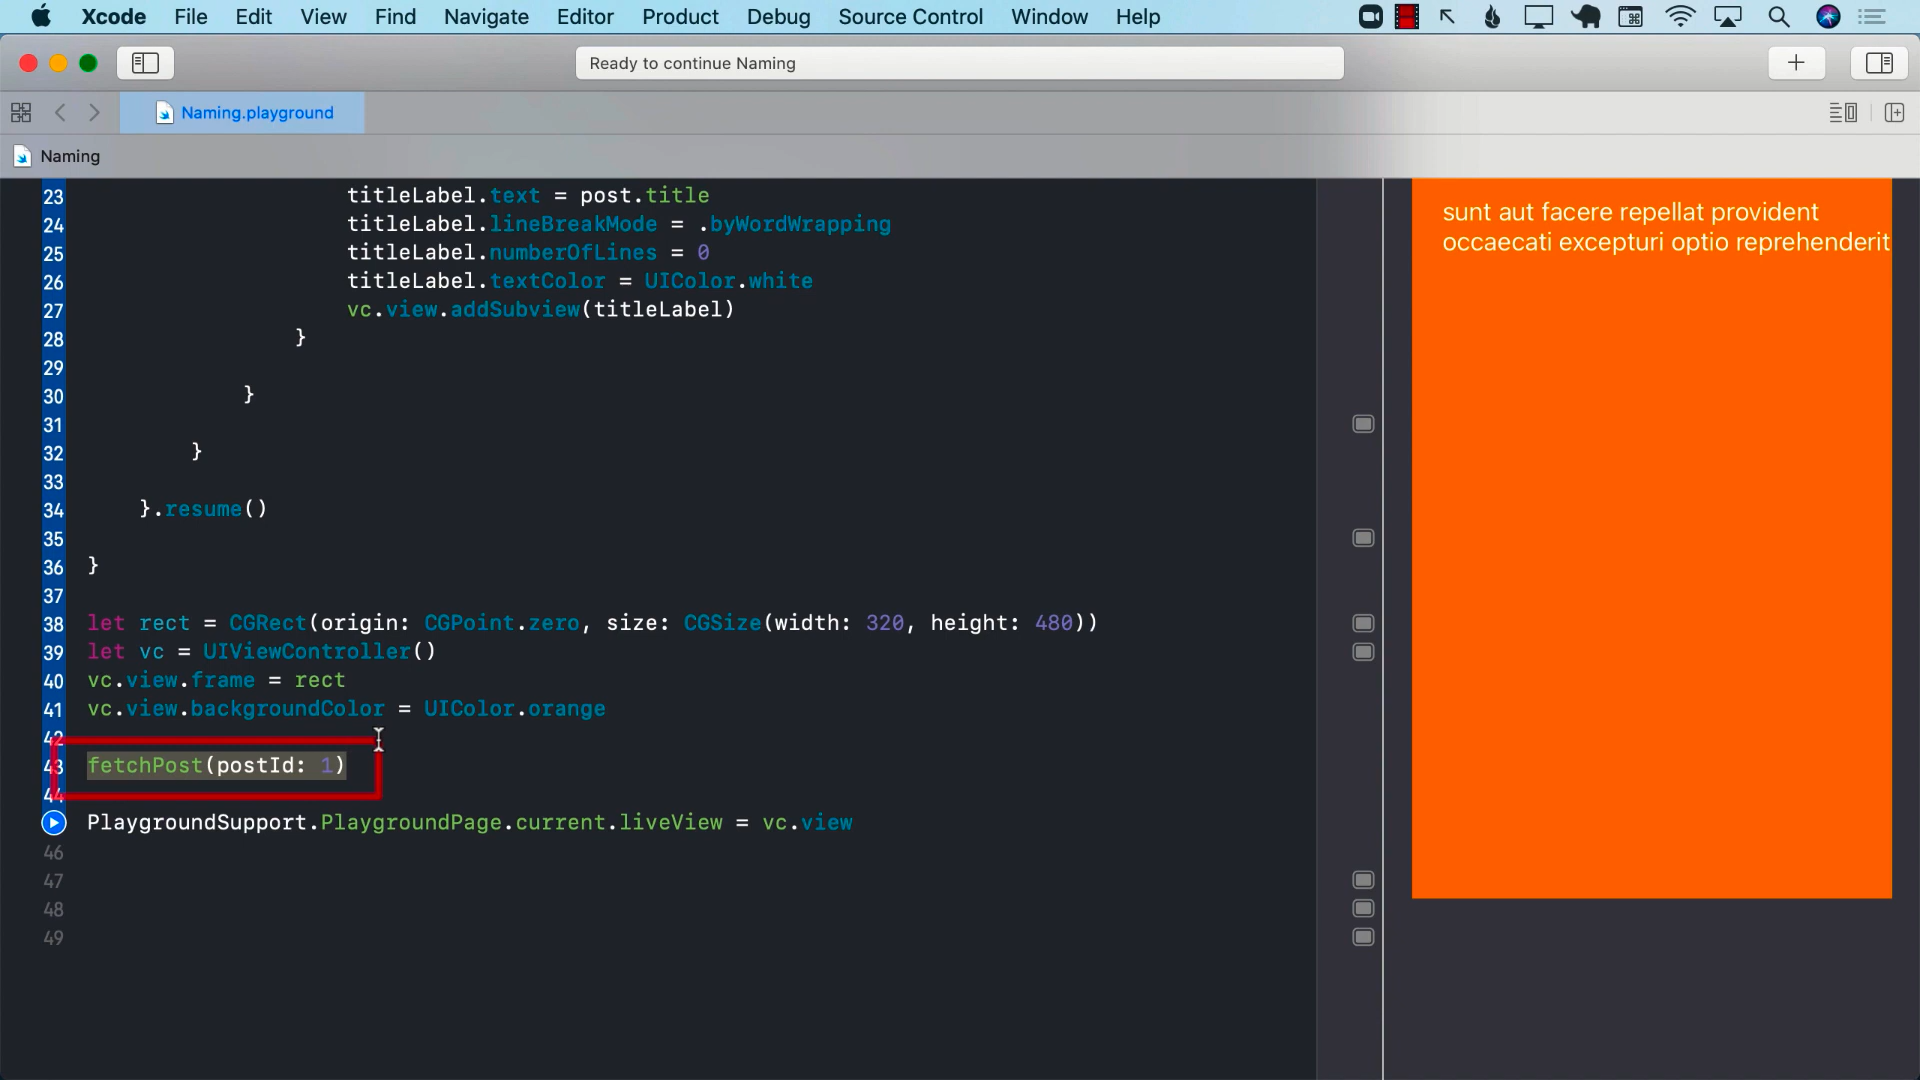 Xcode File Edit View Find Navigate Editor Product Debug Source Control Window Help
Ready to continue Naming
Naming.playground
Naming
23 titleLabel.text = post.title
24 titleLabel.lineBreakMode = .byWordWrapping
25 titleLabel.numberOfLines = 0
26 titleLabel.textColor = UIColor.white
27 vc.view.addSubview(titleLabel)
28 }
29
30 }
31
32 }
33
34 }.resume()
35
36 }
37
38 let rect = CGRect(origin: CGPoint.zero, size: CGSize(width: 320, height: 480))
39 let vc = UIViewController()
40 vc.view.frame = rect
41 vc.view.backgroundColor = UIColor.orange
42
43 fetchPost(postId: 1)
44
PlaygroundSupport.PlaygroundPage.current.liveView = vc.view
46
47
48
49
sunt aut facere repellat provident
occaecati excepturi optio reprehenderit